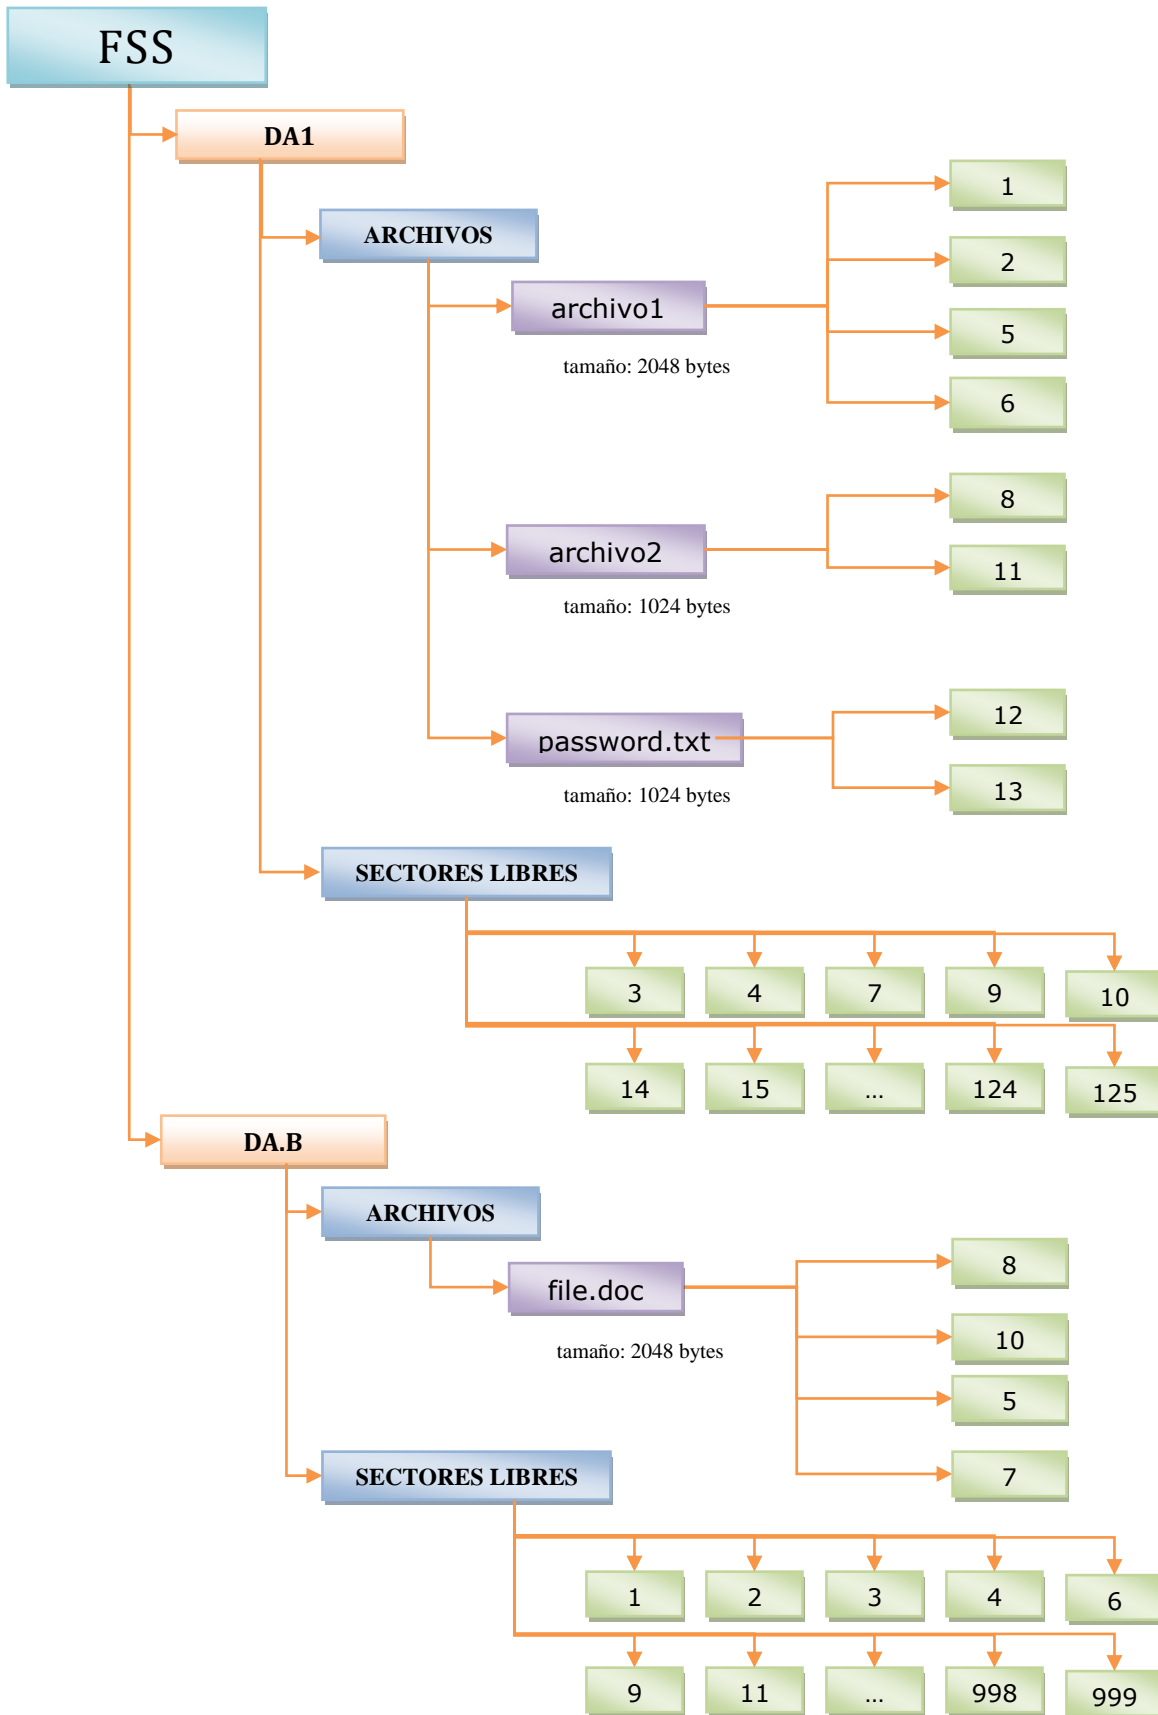 FSS
DA1
ARCHIVOS
archivo1
tamaño: 2048 bytes
1
2
5
6
archivo2
tamaño: 1024 bytes
8
11
password.txt
tamaño: 1024 bytes
12
13
SECTORES LIBRES
3 4 7 9 10
14 15 ... 124 125
DA.B
ARCHIVOS
file.doc
tamaño: 2048 bytes
8
10
5
7
SECTORES LIBRES
1 2 3 4 6
9 11 ... 998 999